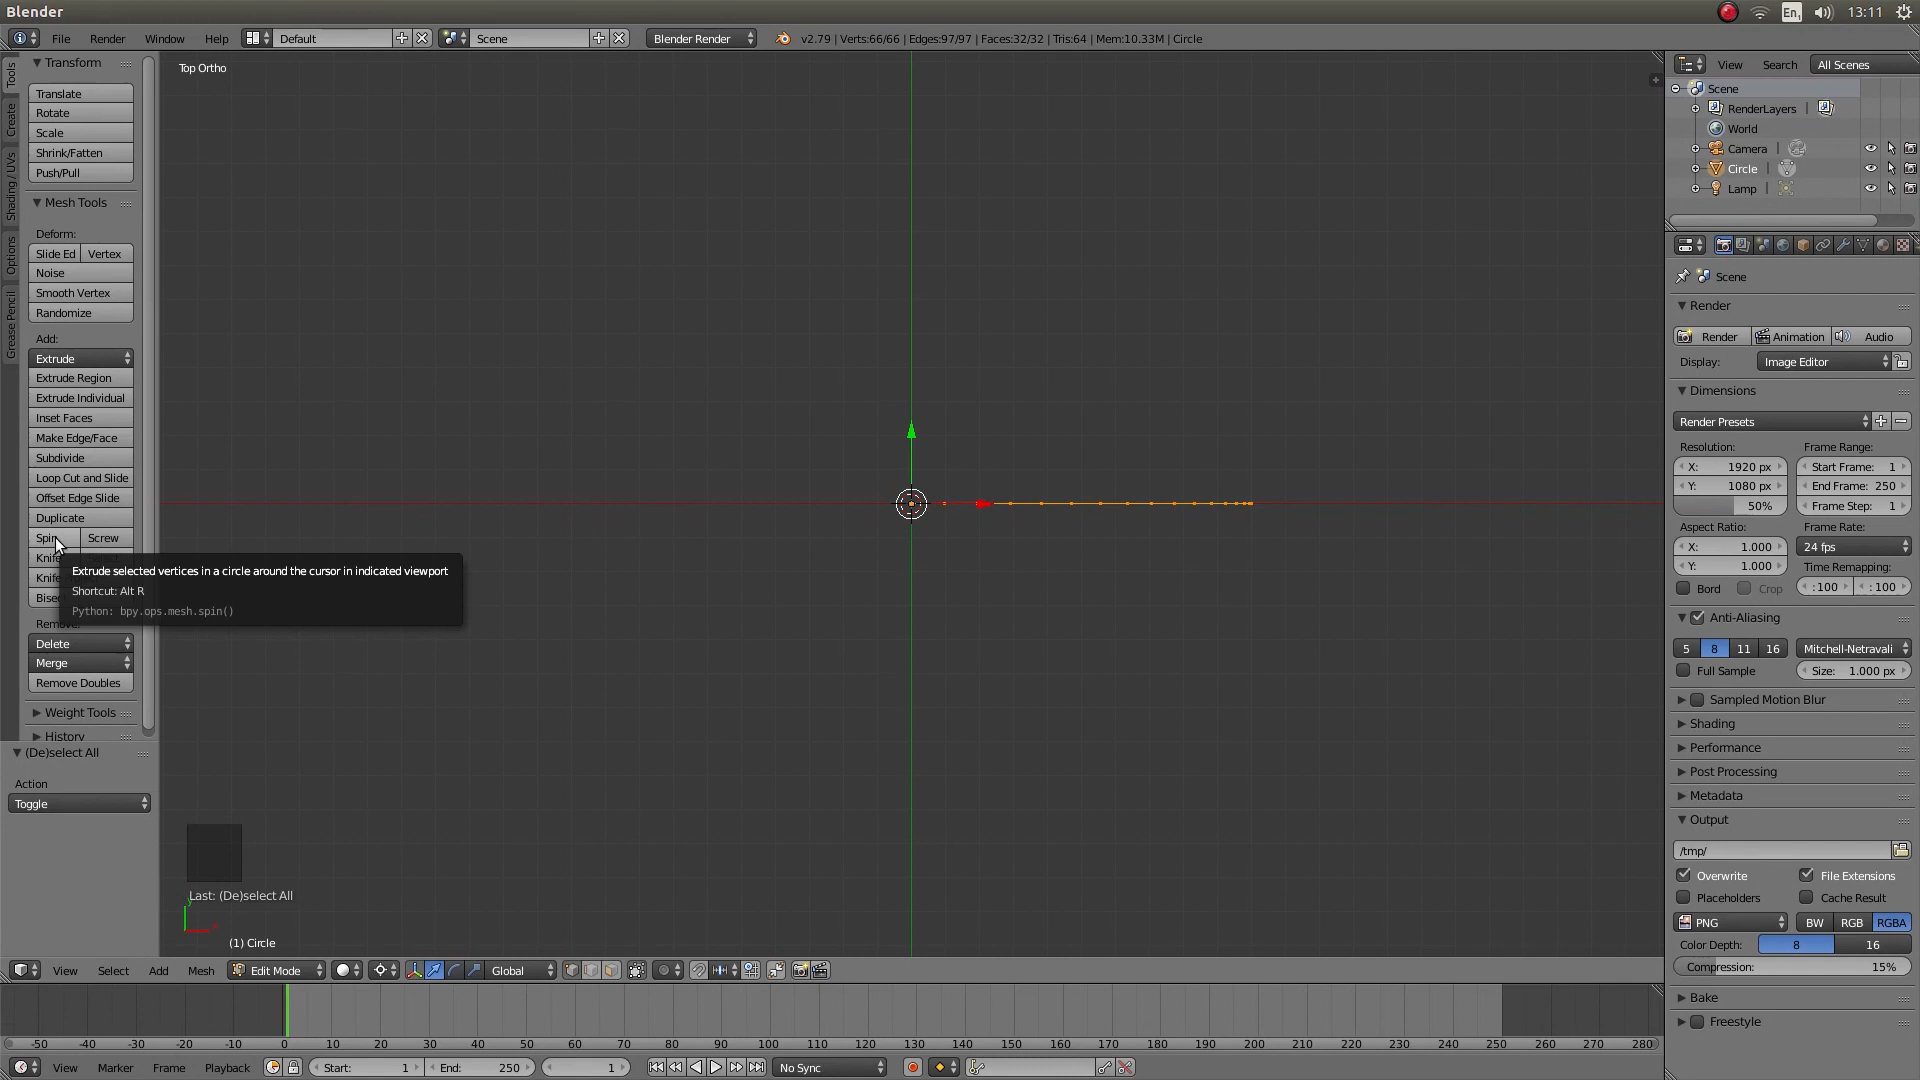 Blender
En1
13:11
File
Render
Window
Help
Default
Scene
Blender Render
v2.79 | Verts:66/66 | Edges:97/97 | Faces:32/32 | Tris:64 | Mem:10.33M | Circle
Tools
Create
Shading / UVs
Options
Grease Pencil
Transform
Translate
Rotate
Scale
Shrink/Fatten
Push/Pull
Mesh Tools
Deform:
Slide Ed
Vertex
Noise
Smooth Vertex
Randomize
Add:
Extrude
Extrude Region
Extrude Individual
Inset Faces
Make Edge/Face
Subdivide
Loop Cut and Slide
Offset Edge Slide
Duplicate
Spin
Screw
Knife
Extrude selected vertices in a circle around the cursor in indicated viewport
Shortcut: Alt R
Python: bpy.ops.mesh.spin()
Delete
Merge
Remove Doubles
Weight Tools
History
(De)select All
Action
Toggle
Top Ortho
Last: (De)select All
(1) Circle
View
Select
Add
Mesh
Edit Mode
Global
-50 -40 -30 -20 -10 0 10 20 30 40 50 60 70 80 90 100 110 120 130 140 150 160 170 180 190 200 210 220 230 240 250 260 270 280
View
Marker
Frame
Playback
Start: 1
End: 250
1
No Sync
View
Search
All Scenes
Scene
RenderLayers
World
Camera
Circle
Lamp
Scene
Render
Render
Animation
Audio
Display:
Image Editor
Dimensions
Render Presets
Resolution:
Frame Range:
X: 1920 px
Start Frame: 1
Y: 1080 px
End Frame: 250
50%
Frame Step: 1
Aspect Ratio:
Frame Rate:
X: 1.000
24 fps
Y: 1.000
Time Remapping:
Bord
Crop
:100
:100
Anti-Aliasing
5
8
11
16
Mitchell-Netravali
Full Sample
Size: 1.000 px
Sampled Motion Blur
Shading
Performance
Post Processing
Metadata
Output
/tmp/
Overwrite
File Extensions
Placeholders
Cache Result
PNG
BW
RGB
RGBA
Color Depth:
8
16
Compression: 15%
Bake
Freestyle